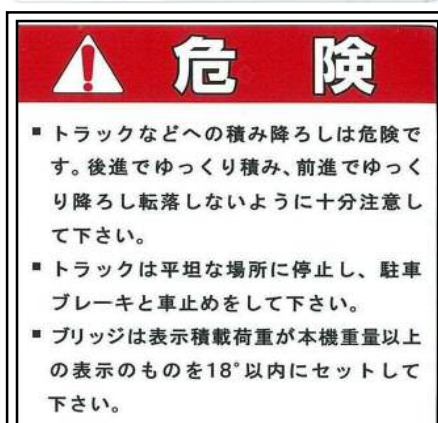 危険
■ トラックなどへの積み降ろしは危険で
す。後進でゆっくり積み、前進でゆっく
り降ろし転落しないように十分注意し
て下さい。
■ トラックは平坦な場所に停止し、駐車
ブレーキと車止めをして下さい。
■ ブリッジは表示積載荷重が本機重量以上
の表示のものを18°以内にセットして
下さい。